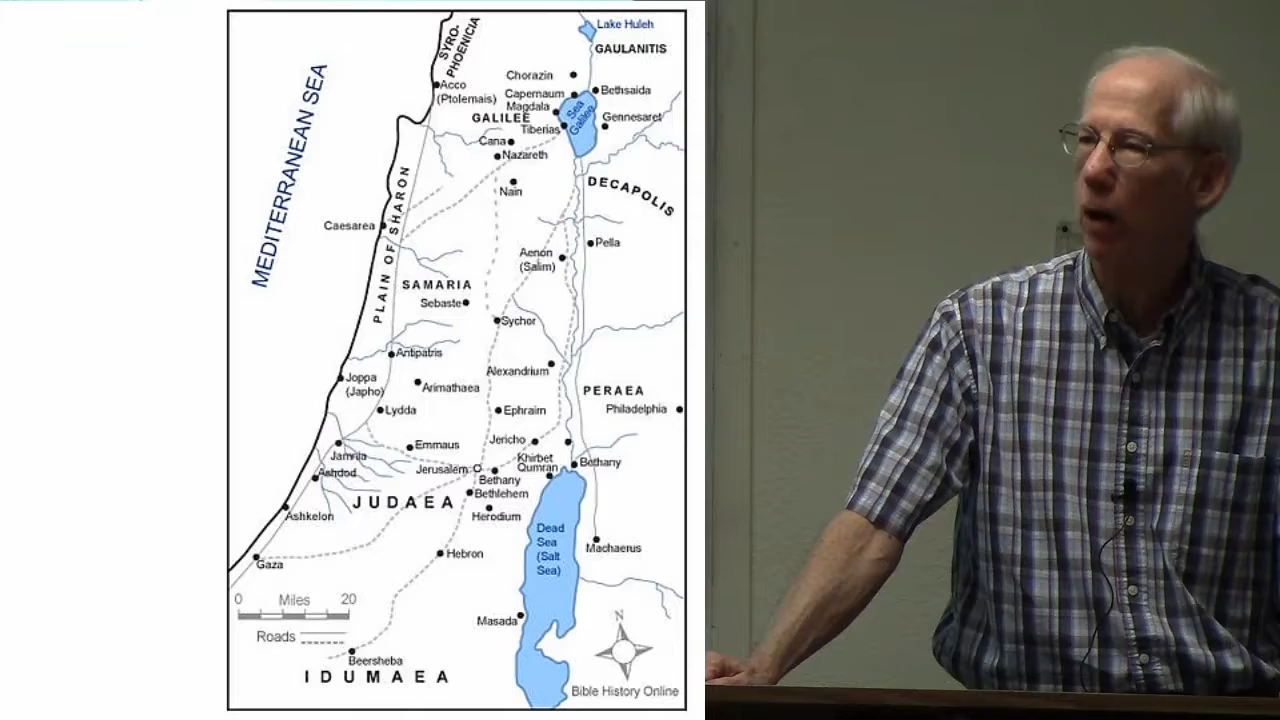 Lake Huleh
SYRO-
PHOENICIA
GAULANITIS
MEDITERRANEAN SEA
Chorazin
Acco
(Ptolemais)
Capernaum
Bethsaida
Magdala
Sea
Galilee
GALILEE
Gennesaret
Tiberias
Cana
Nazareth
DECAPOLIS
Nain
PLAIN OF SHARON
Caesarea
Pella
Aenon
(Salim)
SAMARIA
Sebaste
Sychor
Antipatris
Alexandrium
Joppa
(Japho)
Arimathaea
PERAEA
Lydda
Ephraim
Philadelphia
Jericho
Emmaus
Jamnia
Khirbet
Qumran
Jerusalem
Bethany
Ashdod
Bethany
Bethlehem
JUDAEA
Ashkelon
Herodium
Dead
Sea
(Salt
Sea)
Machaerus
Hebron
Gaza
0 Miles 20
Roads
Masada
N
Beersheba
IDUMAEA
Bible History Online